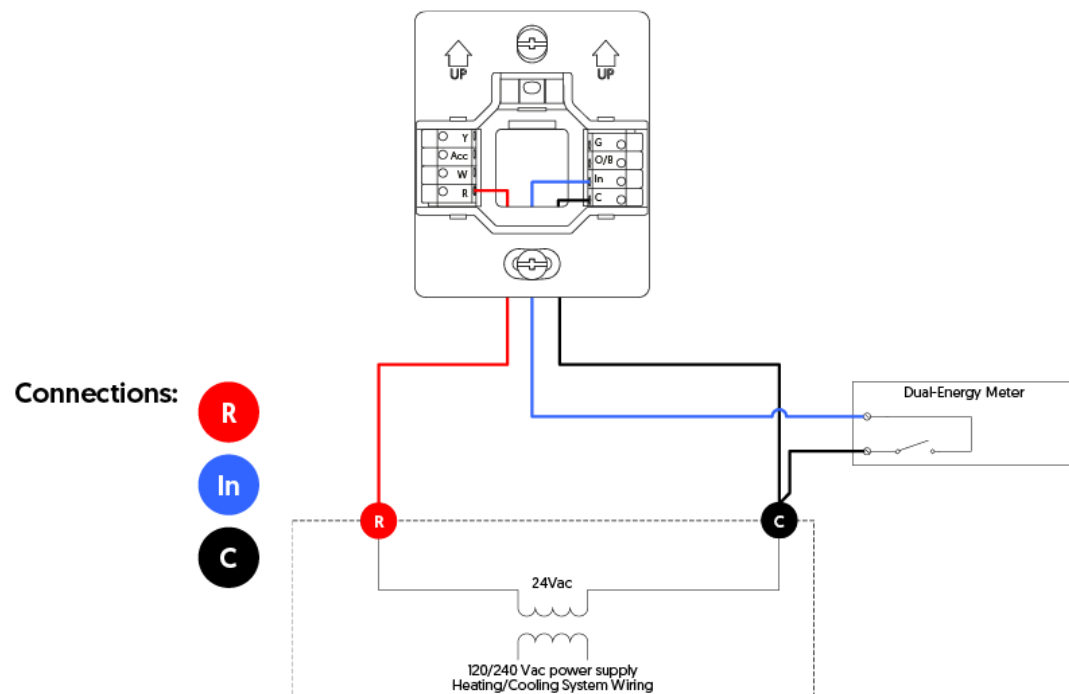 UP
UP
Y
Acc
W
R
G
O/B
In
C
Connections:
R
In
C
Dual-Energy Meter
R
C
24Vac
120/240 Vac power supply
Heating/Cooling System Wiring